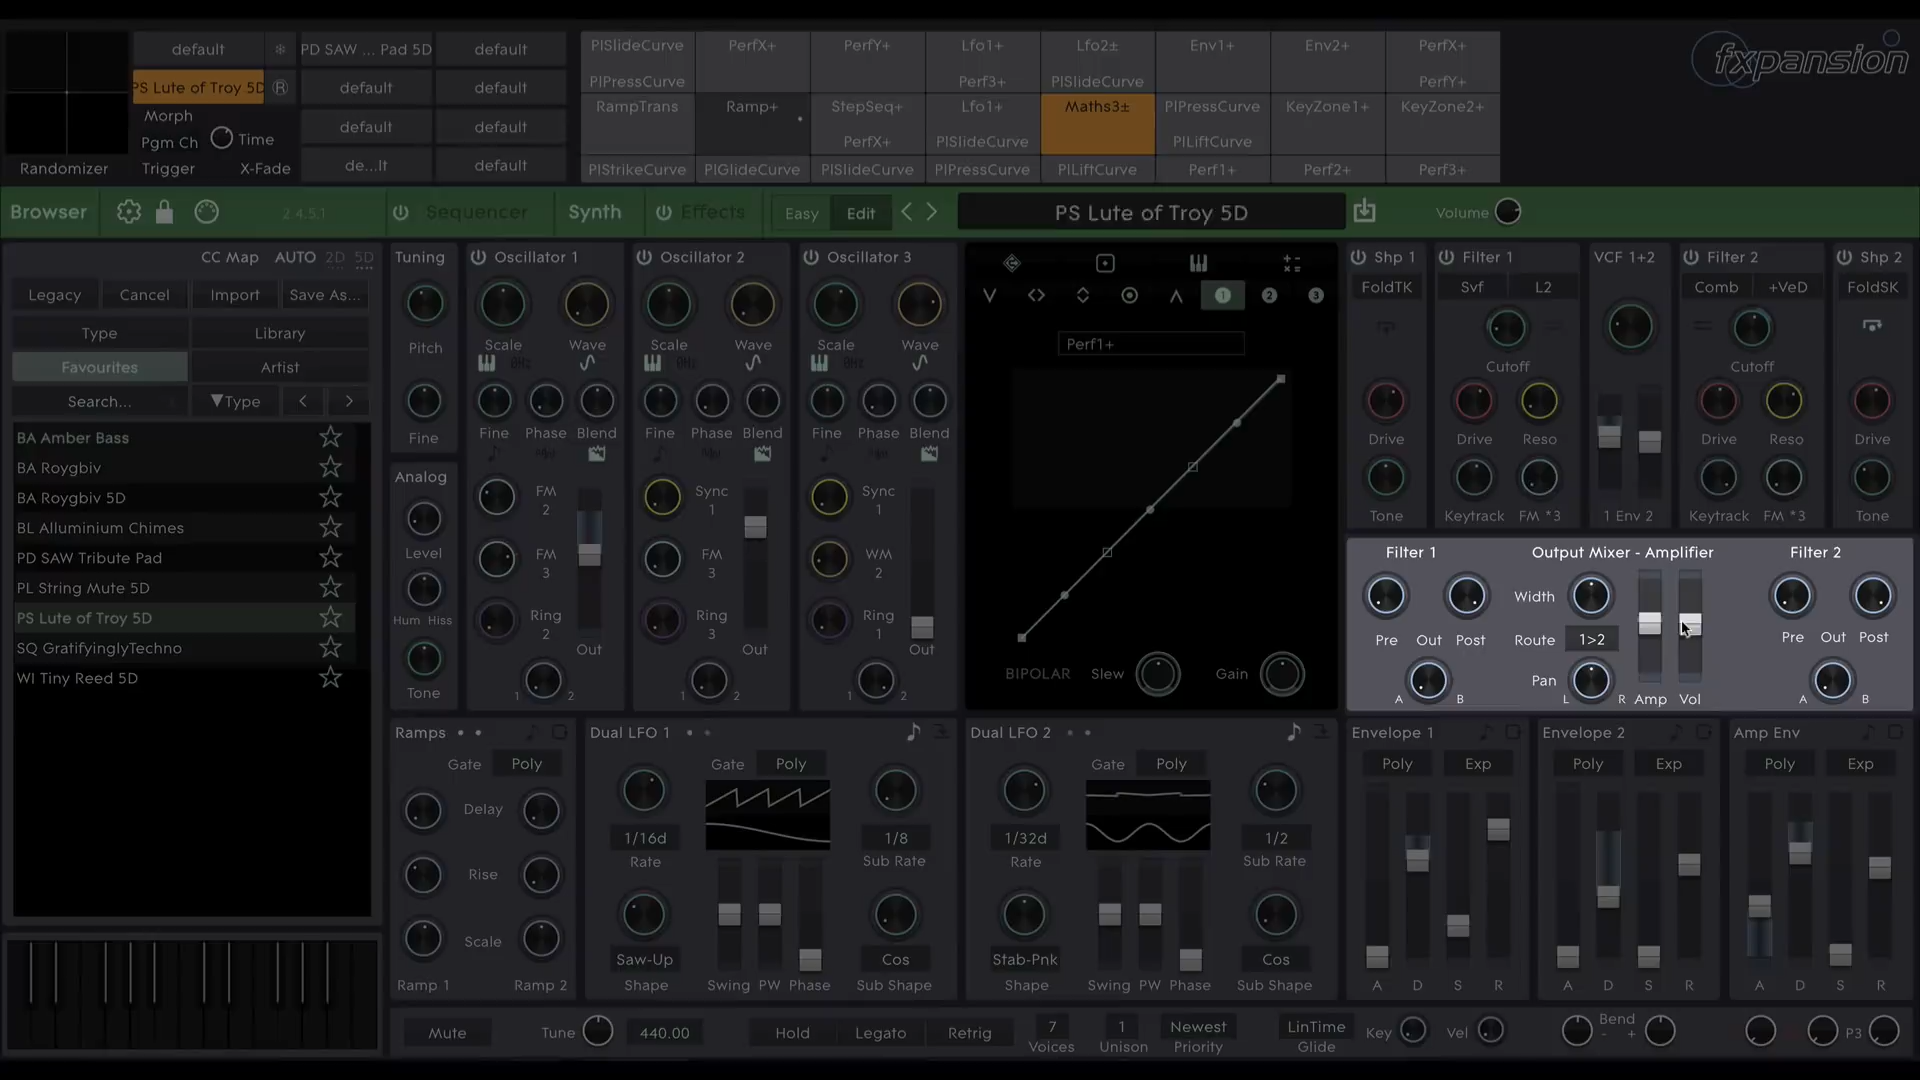 default
PD SAW ... Pad 5D
default
PS Lute of Troy 5D
R
default
default
Morph
Pgm Ch
Time
default
default
Randomizer
Trigger
X-Fade
de...lt
default
PlSlideCurve
PerfX+
PerfY+
Lfo1+
Lfo2±
Env1+
Env2+
PerfX+
PlPressCurve
Perf3+
PlSlideCurve
PerfY+
RampTrans
Ramp+
StepSeq+
Lfo1+
Maths3±
PlPressCurve
KeyZone1+
KeyZone2+
PerfX+
PlSlideCurve
PlLiftCurve
PlStrikeCurve
PlGlideCurve
PlSlideCurve
PlPressCurve
PlLiftCurve
Perf1+
Perf2+
Perf3+
fxpansion
Browser
2.4.5.1
Sequencer
Synth
Effects
Easy
Edit
PS Lute of Troy 5D
Volume
CC Map
AUTO
2D
5D
Legacy
Cancel
Import
Save As...
Type
Library
Favourites
Artist
Search...
▼Type
<
>
BA Amber Bass
BA Roygbiv
BA Roygbiv 5D
BL Alluminium Chimes
PD SAW Tribute Pad
PL String Mute 5D
PS Lute of Troy 5D
SQ GratifyinglyTechno
WI Tiny Reed 5D
Tuning
Pitch
Fine
Analog
Level
Hum Hiss
Tone
Oscillator 1
Scale
Wave
0Hz
Fine
Phase
Blend
FM
2
FM
3
Ring
2
Out
1
2
Oscillator 2
Scale
Wave
0Hz
Fine
Phase
Blend
Sync
1
FM
3
Ring
3
Out
1
2
Oscillator 3
Scale
Wave
0Hz
Fine
Phase
Blend
Sync
1
WM
2
Ring
1
Out
1
2
1
2
3
Perf1+
BIPOLAR
Slew
Gain
Shp 1
FoldTK
Drive
Tone
Filter 1
Svf
L2
Cutoff
Drive
Reso
Keytrack
FM *3
VCF 1+2
1 Env 2
Filter 2
Comb
+VeD
Cutoff
Drive
Reso
Keytrack
FM *3
Shp 2
FoldSK
Drive
Tone
Filter 1
Output Mixer - Amplifier
Filter 2
Pre
Out
Post
A
B
Width
Route
1>2
Pan
L
R
Amp
Vol
Pre
Out
Post
A
B
Ramps
Gate
Poly
Delay
Rise
Scale
Ramp 1
Ramp 2
Dual LFO 1
Gate
Poly
1/16d
Rate
1/8
Sub Rate
Saw-Up
Shape
Swing
PW
Phase
Cos
Sub Shape
Dual LFO 2
Gate
Poly
1/32d
Rate
1/2
Sub Rate
Stab-Pnk
Shape
Swing
PW
Phase
Cos
Sub Shape
Envelope 1
Poly
Exp
A
D
S
R
Envelope 2
Poly
Exp
A
D
S
R
Amp Env
Poly
Exp
A
D
S
R
Mute
Tune
440.00
Hold
Legato
Retrig
7
Voices
1
Unison
Newest
Priority
LinTime
Glide
Key
Vel
Bend
-
+
P3